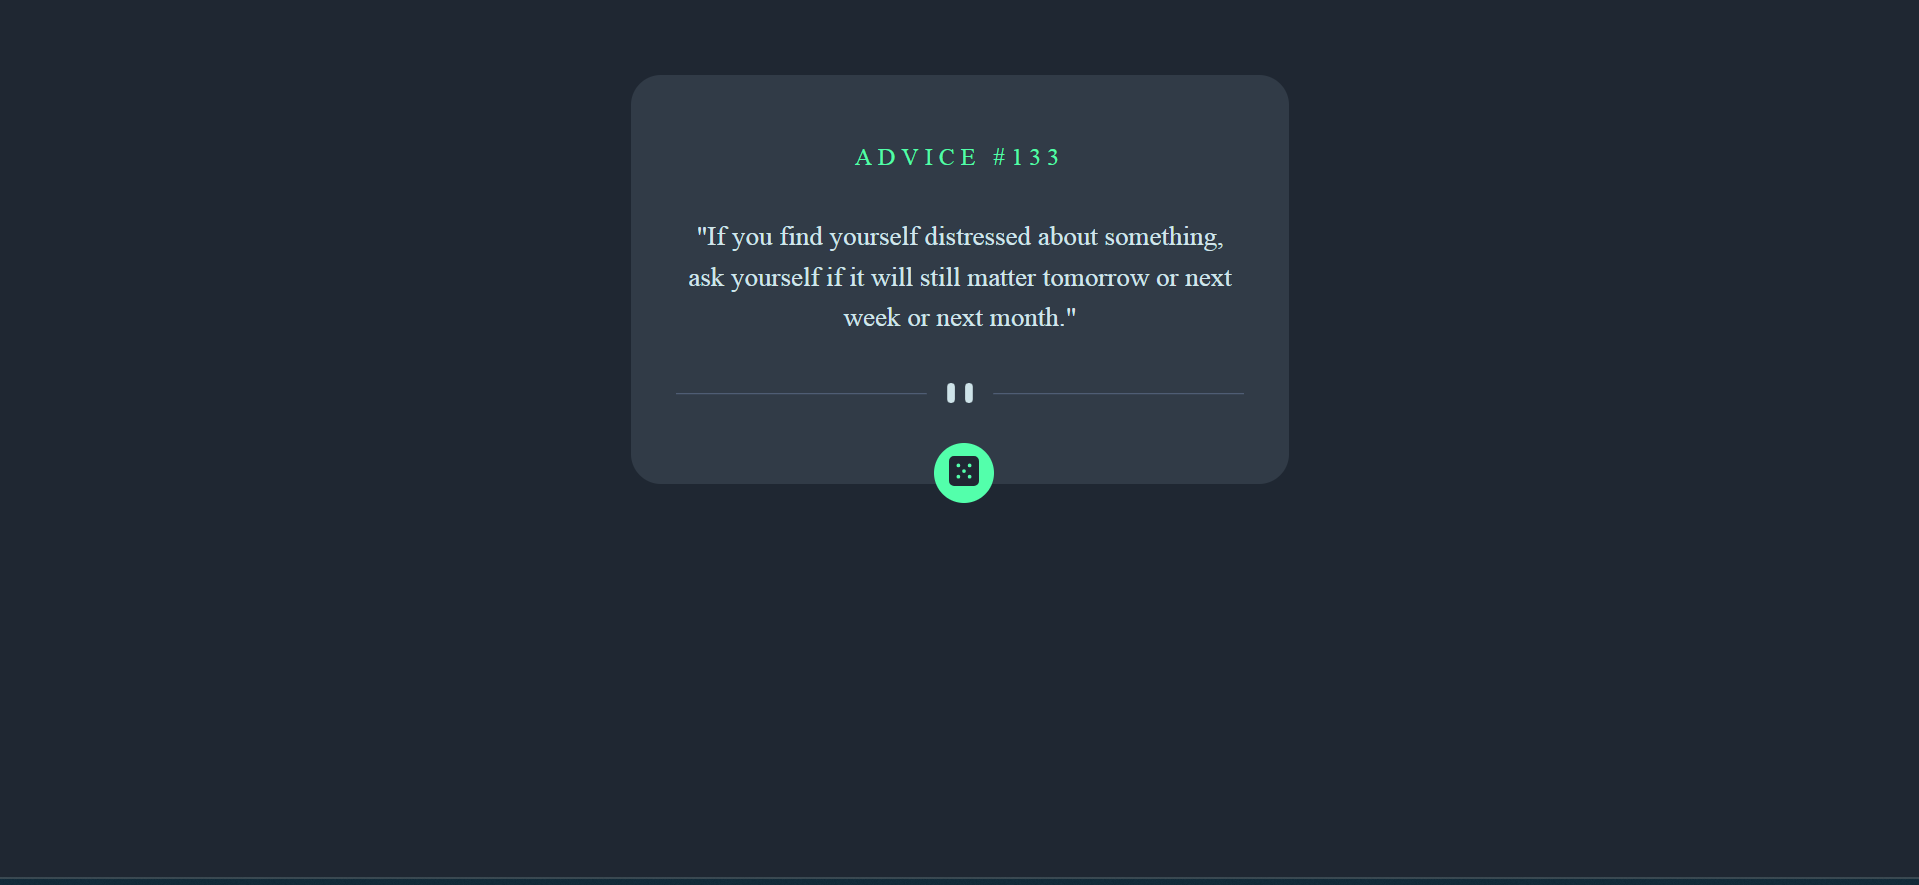 ADVICE #133
"If you find yourself distressed about something,
ask yourself if it will still matter tomorrow or next
week or next month."